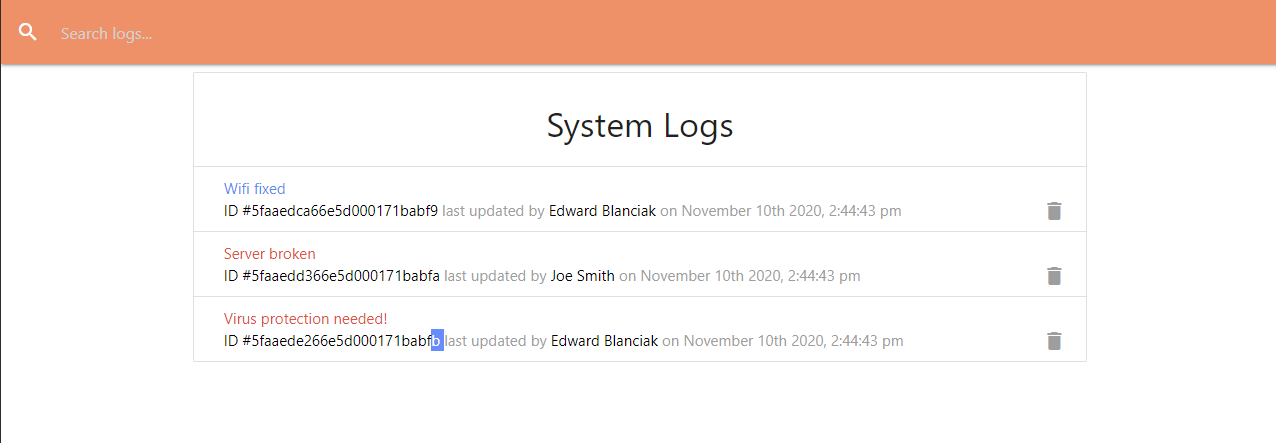 Search logs...
System Logs
Wifi fixed
ID #5faaedca66e5d000171babf9 last updated by Edward Blanciak on November 10th 2020, 2:44:43 pm
Server broken
ID #5faaedd366e5d000171babfa last updated by Joe Smith on November 10th 2020, 2:44:43 pm
Virus protection needed!
ID #5faaede266e5d000171babfb last updated by Edward Blanciak on November 10th 2020, 2:44:43 pm